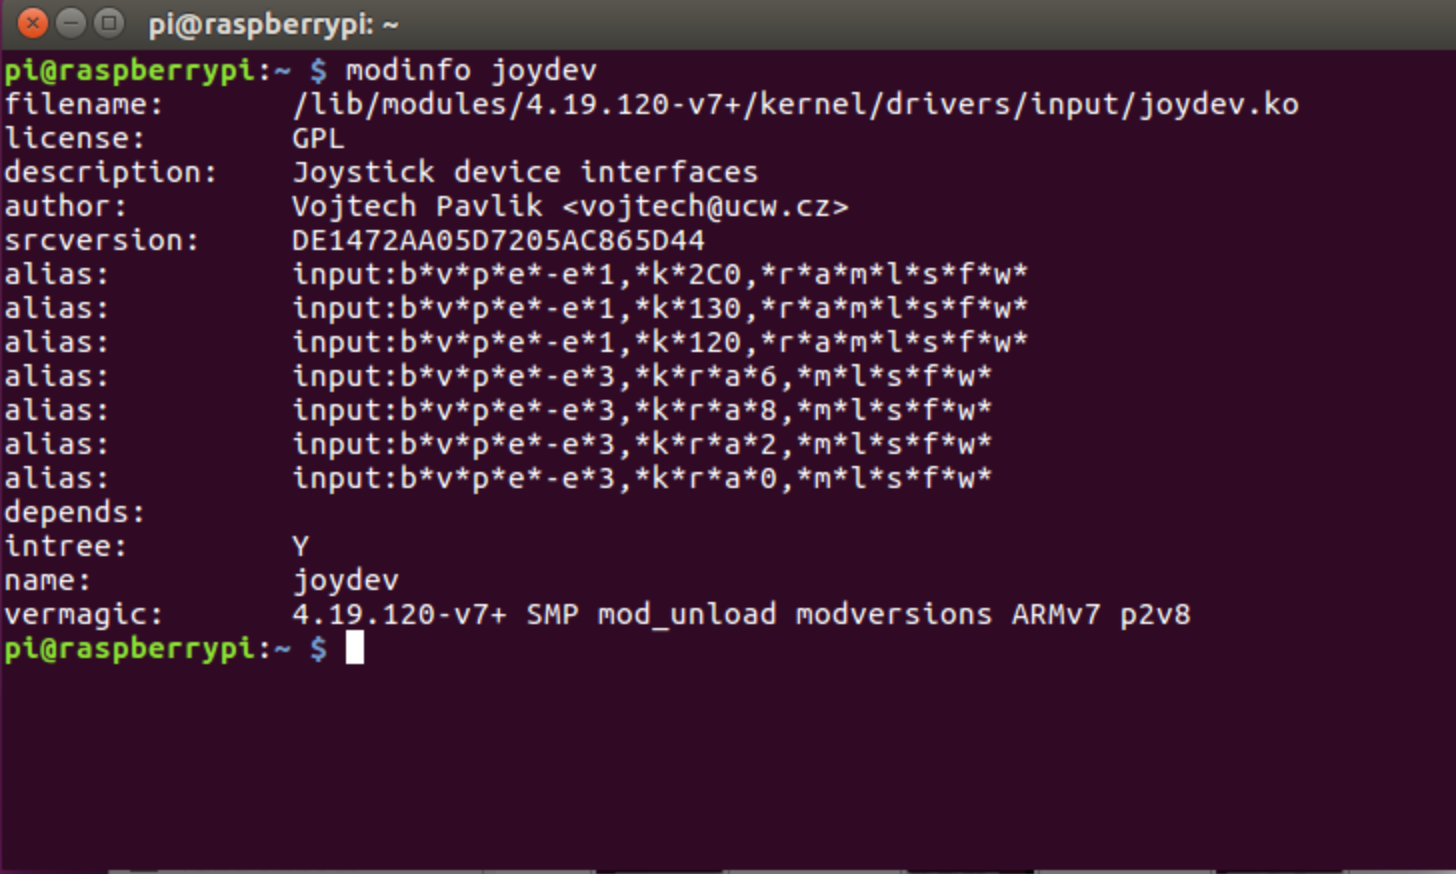 pi@raspberrypi: ~
pi@raspberrypi:~ $ modinfo joydev
filename:       /lib/modules/4.19.120-v7+/kernel/drivers/input/joydev.ko
license:        GPL
description:    Joystick device interfaces
author:         Vojtech Pavlik <vojtech@ucw.cz>
srcversion:     DE1472AA05D7205AC865D44
alias:          input:b*v*p*e*-e*1,*k*2C0,*r*a*m*l*s*f*w*
alias:          input:b*v*p*e*-e*1,*k*130,*r*a*m*l*s*f*w*
alias:          input:b*v*p*e*-e*1,*k*120,*r*a*m*l*s*f*w*
alias:          input:b*v*p*e*-e*3,*k*r*a*6,*m*l*s*f*w*
alias:          input:b*v*p*e*-e*3,*k*r*a*8,*m*l*s*f*w*
alias:          input:b*v*p*e*-e*3,*k*r*a*2,*m*l*s*f*w*
alias:          input:b*v*p*e*-e*3,*k*r*a*0,*m*l*s*f*w*
depends:
intree:         Y
name:           joydev
vermagic:       4.19.120-v7+ SMP mod_unload modversions ARMv7 p2v8
pi@raspberrypi:~ $